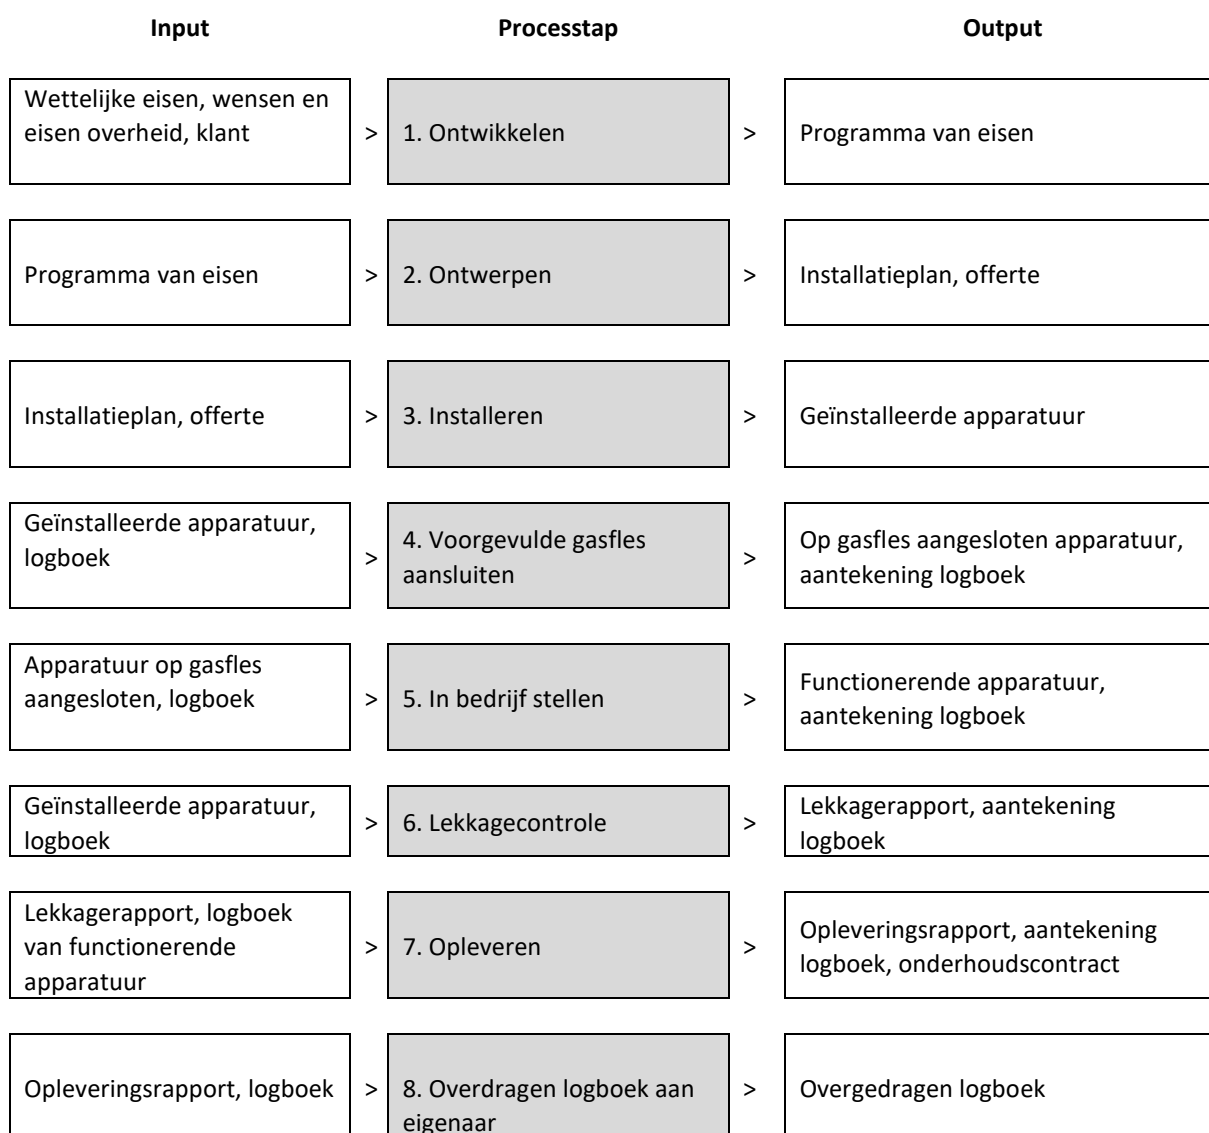 Input
Processtap
Output
Wettelijke eisen, wensen en
eisen overheid, klant
>
1. Ontwikkelen
>
Programma van eisen
Programma van eisen
>
2. Ontwerpen
>
Installatieplan, offerte
Installatieplan, offerte
>
3. Installeren
>
Geïnstalleerde apparatuur
Geïnstalleerde apparatuur,
logboek
>
4. Voorgevulde gasfles
aansluiten
>
Op gasfles aangesloten apparatuur,
aantekening logboek
Apparatuur op gasfles
aangesloten, logboek
>
5. In bedrijf stellen
>
Functionerende apparatuur,
aantekening logboek
Geïnstalleerde apparatuur,
logboek
>
6. Lekkagecontrole
>
Lekkagerapport, aantekening
logboek
Lekkagerapport, logboek
van functionerende
apparatuur
>
7. Opleveren
>
Opleveringsrapport, aantekening
logboek, onderhoudscontract
Opleveringsrapport, logboek
>
8. Overdragen logboek aan
eigenaar
>
Overgedragen logboek